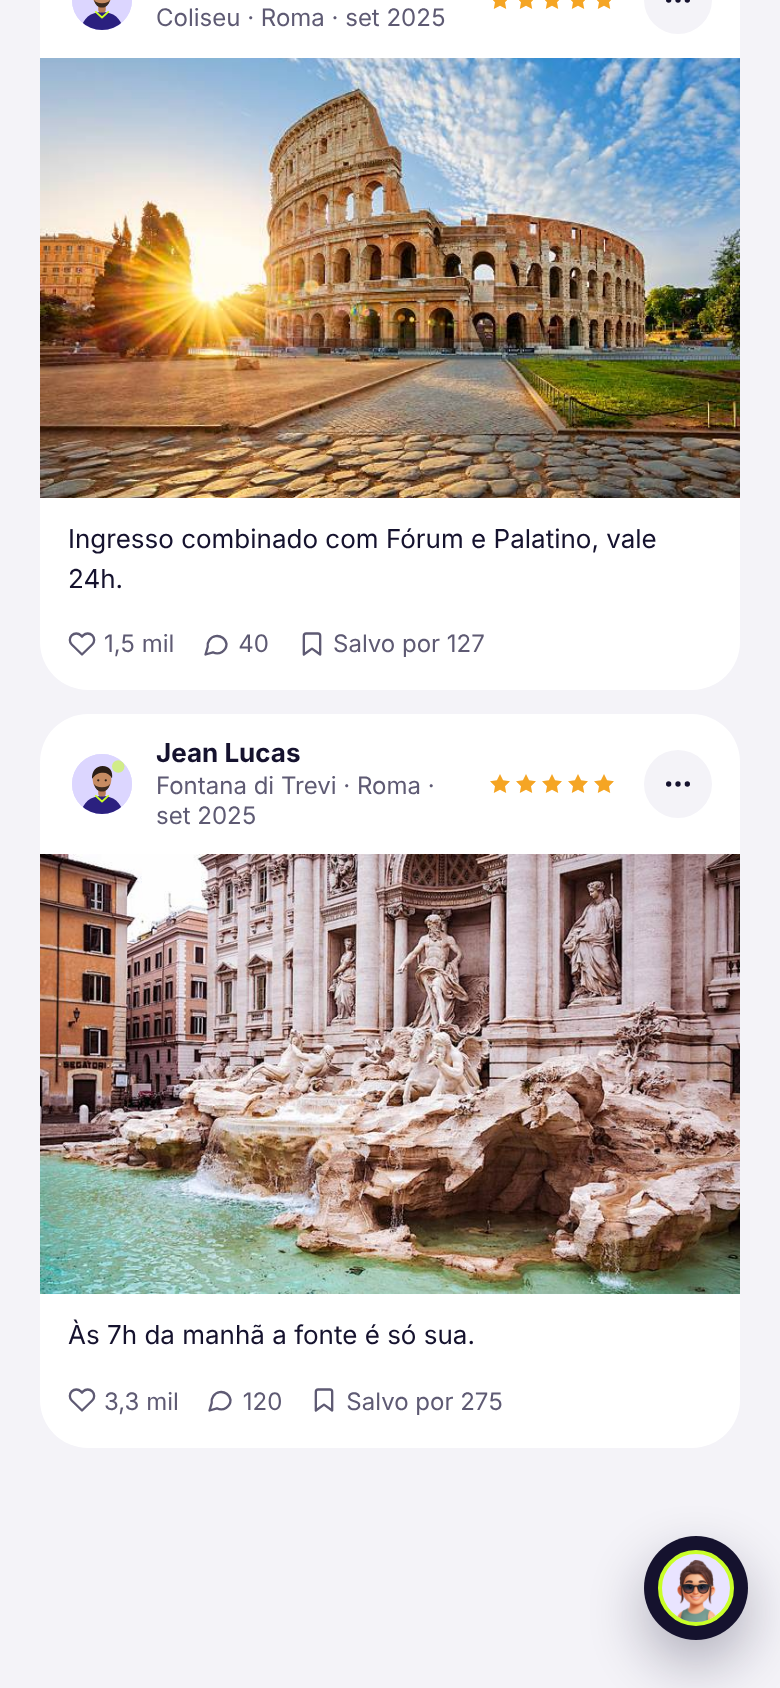 Coliseu · Roma · set 2025
Ingresso combinado com Fórum e Palatino, vale
24h.
1,5 mil 40 Salvo por 127
Jean Lucas
Fontana di Trevi · Roma ·
set 2025
Às 7h da manhã a fonte é só sua.
3,3 mil 120 Salvo por 275